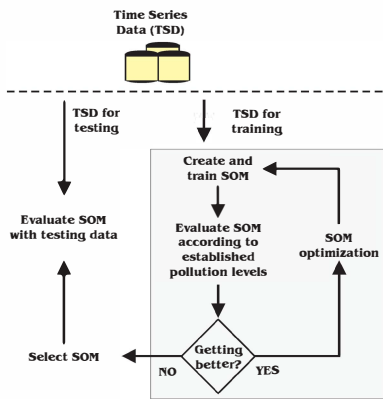 Time Series
Data (TSD)
TSD for
testing
TSD for
training
Create and
train SOM
Evaluate SOM
with testing data
Evaluate SOM
according to
established
pollution levels
SOM
optimization
Select SOM
Getting
better?
NO
YES